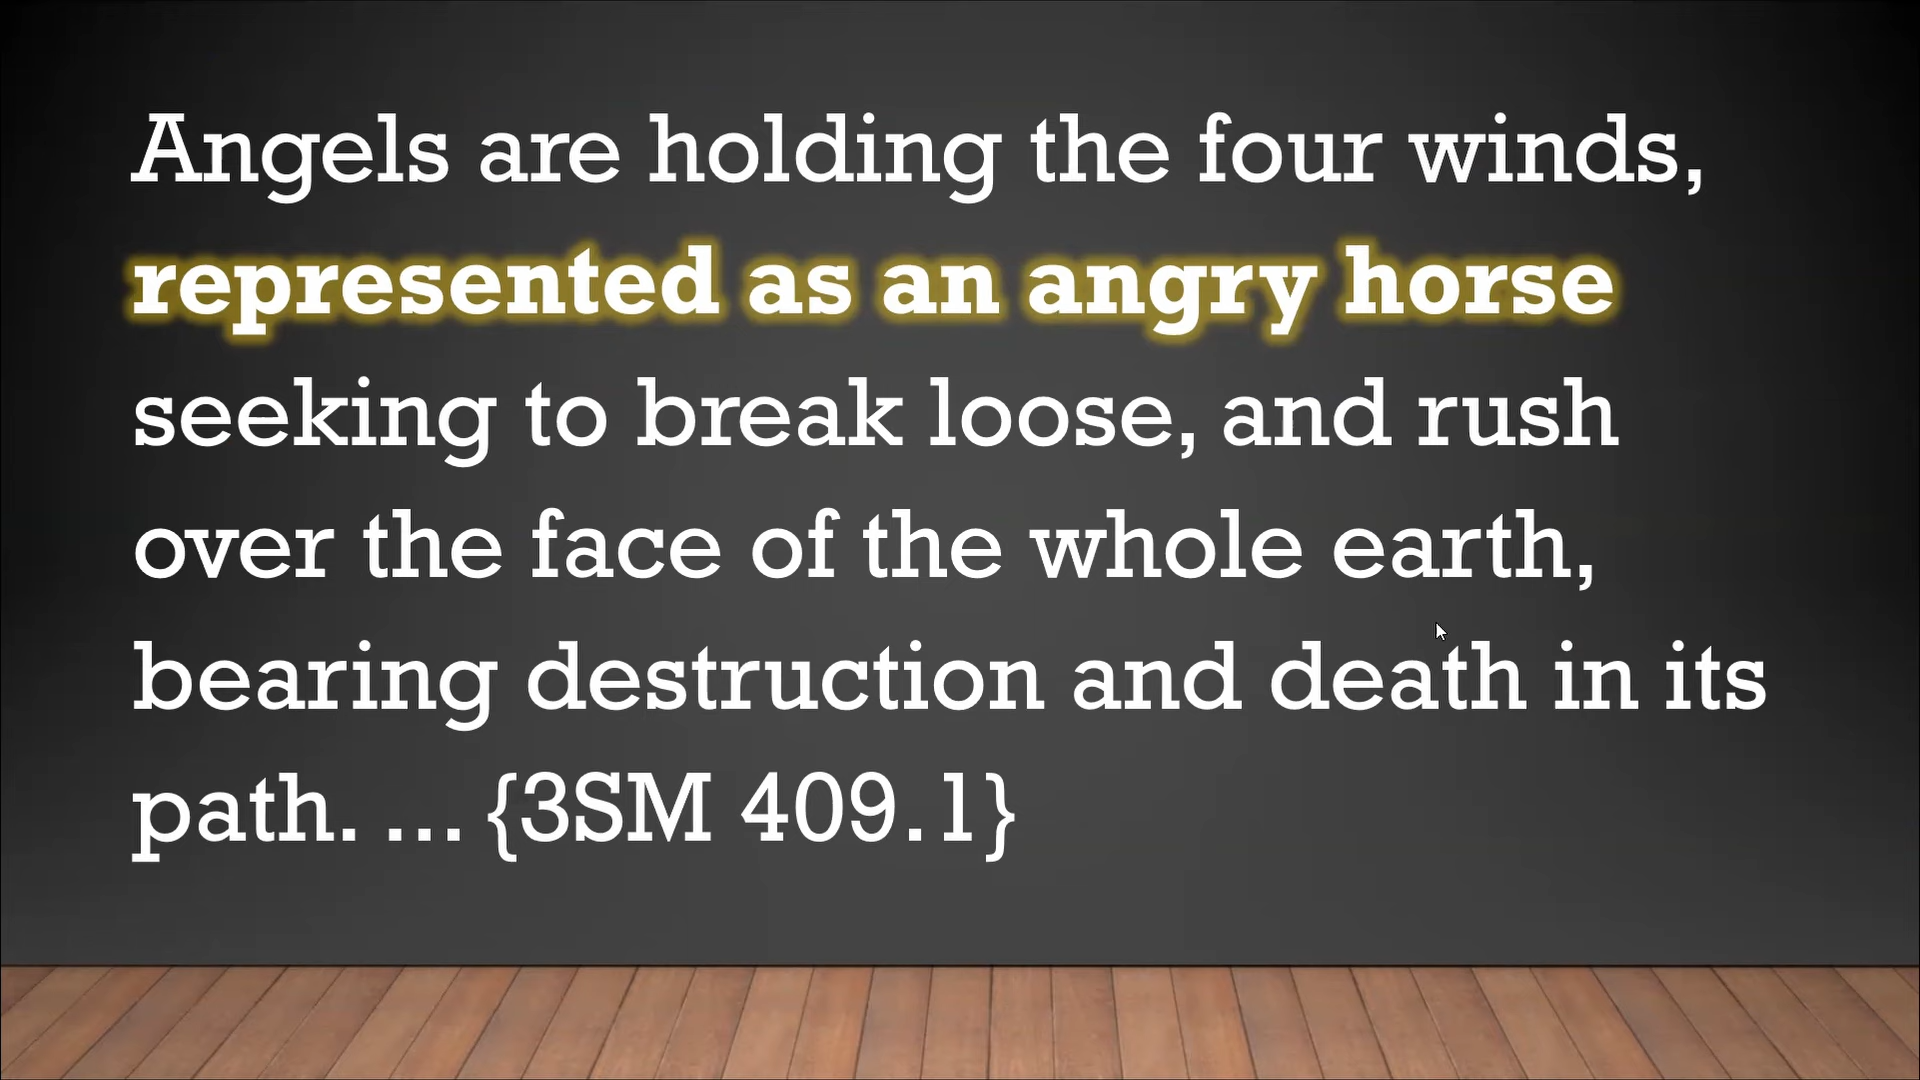 Angels are holding the four winds,
represented as an angry horse
seeking to break loose, and rush
over the face of the whole earth,
bearing destruction and death in its
path. ... {3SM 409.1}